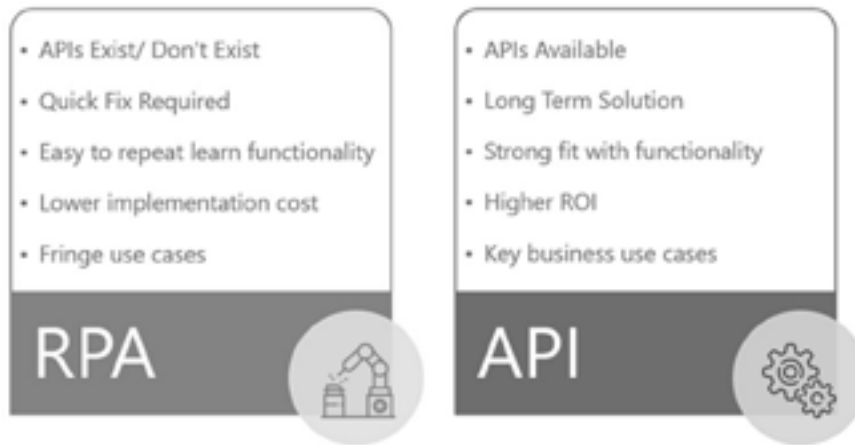 • APIs Exist/ Don't Exist
• Quick Fix Required
• Easy to repeat learn functionality
• Lower implementation cost
• Fringe use cases
RPA
• APIs Available
• Long Term Solution
• Strong fit with functionality
• Higher ROI
• Key business use cases
API